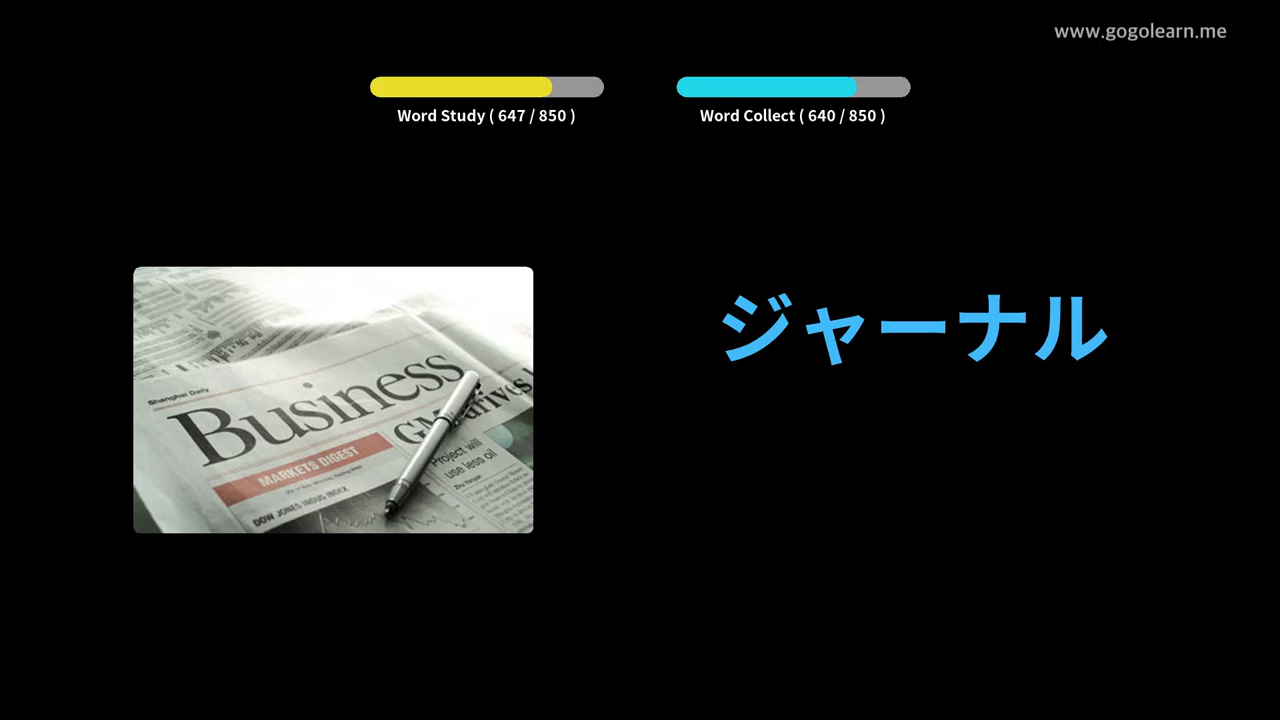 www.gogolearn.me
Word Study ( 647 / 850 )
Word Collect ( 640 / 850 )
ジャーナル
Shanghai Daily
Business
MARKETS DIGEST
DOW JONES INDUS INDEX
GM
drives
Project will
use less oil